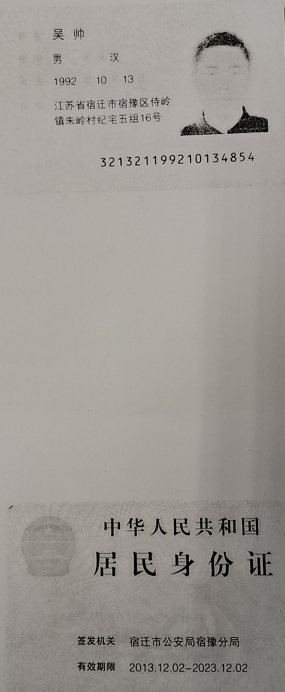 吴 帅
男 汉
1992 10 13
江苏省宿迁市宿豫区侍岭
镇朱岭村纪宅五组16号
321321199210134854
中华人民共和国
居民身份证
签发机关 宿迁市公安局宿豫分局
有效期限 2013.12.02-2023.12.02